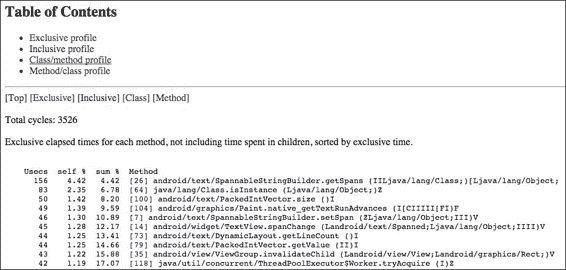 Table of Contents
Exclusive profile
Inclusive profile
Class/method profile
Method/class profile
[Top] [Exclusive] [Inclusive] [Class] [Method]
Total cycles: 3526
Exclusive elapsed times for each method, not including time spent in children, sorted by exclusive time.
Usecs self % sum % Method
156 4.42 4.42 [26] android/text/SpannableStringBuilder.getSpans (IILjava/lang/Class;)[Ljava/lang/Object;
83 2.35 6.78 [64] java/lang/Class.isInstance (Ljava/lang/Object;)Z
50 1.42 8.20 [100] android/text/PackedIntVector.size ()I
49 1.39 9.59 [104] android/graphics/Paint.native_getTextRunAdvances (I[CIIIII[FI)F
46 1.30 10.89 [7] android/text/SpannableStringBuilder.setSpan (ZLjava/lang/Object;III)V
45 1.28 12.17 [14] android/widget/TextView.spanChange (Landroid/text/Spanned;Ljava/lang/Object;IIII)V
44 1.25 13.41 [73] android/text/DynamicLayout.getLineCount ()I
44 1.25 14.66 [79] android/text/PackedIntVector.getValue (II)I
43 1.22 15.88 [35] android/view/ViewGroup.invalidateChild (Landroid/view/View;Landroid/graphics/Rect;)V
42 1.19 17.07 [118] java/util/concurrent/ThreadPoolExecutor$Worker.tryAcquire (I)Z